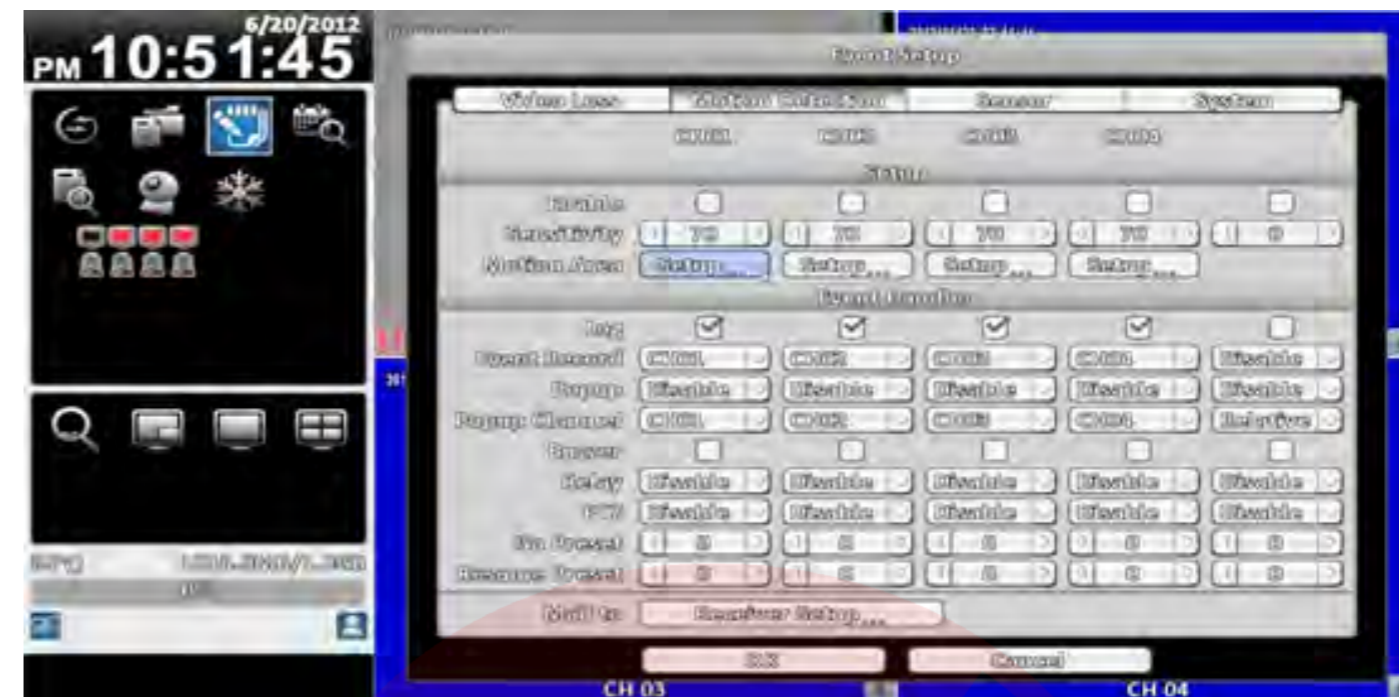 6/20/2012
PM 10:51:45
Event Setup
Video Loss Motion Detection Sensor System
CH01 CH02 CH03 CH04
Setup
Enable
Sensitivity 70 70 70 70 0
Motion Area Setup... Setup... Setup... Setup...
Event Handler
Log
Event Record CH01 CH02 CH03 CH04 Disable
Popup Disable Disable Disable Disable Disable
Popup Channel CH01 CH02 CH03 CH04 Relative
Buzzer
Relay Disable Disable Disable Disable Disable
PTZ Disable Disable Disable Disable Disable
Go Preset 0 0 0 0 0
Resume Preset 0 0 0 0 0
Mail to Receiver Setup...
OK Cancel
CH 03 CH 04